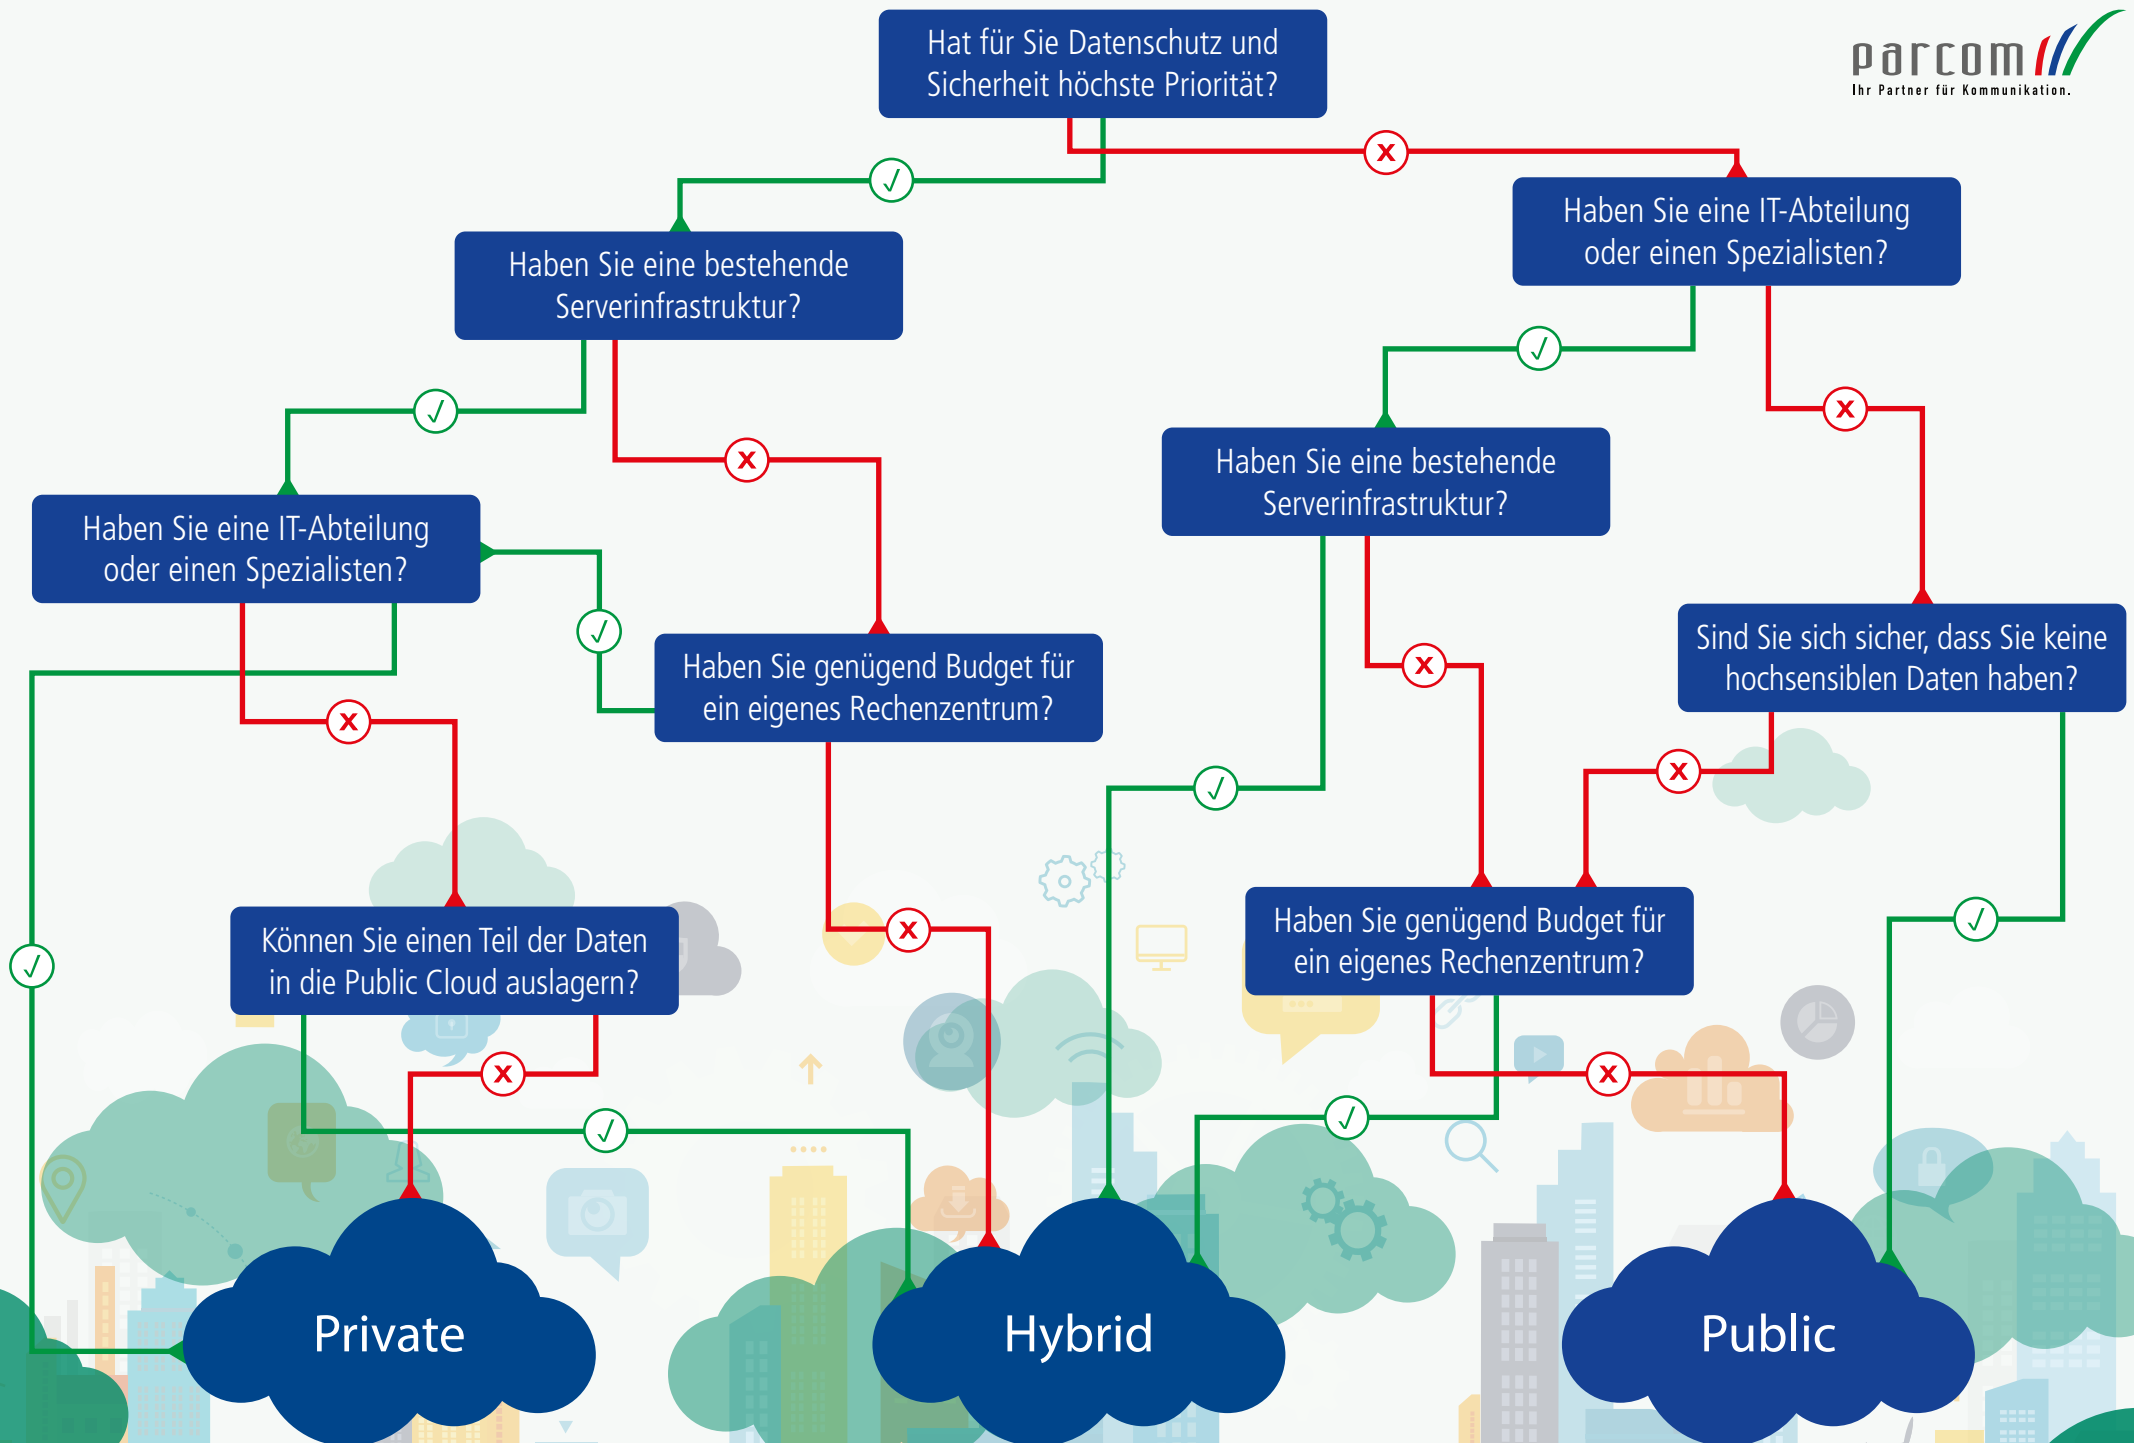 Hat für Sie Datenschutz und
Sicherheit höchste Priorität?
parcom
Ihr Partner für Kommunikation.
Haben Sie eine IT-Abteilung
oder einen Spezialisten?
Haben Sie eine bestehende
Serverinfrastruktur?
Haben Sie eine bestehende
Serverinfrastruktur?
Haben Sie eine IT-Abteilung
oder einen Spezialisten?
Sind Sie sich sicher, dass Sie keine
hochsensiblen Daten haben?
Haben Sie genügend Budget für
ein eigenes Rechenzentrum?
Haben Sie genügend Budget für
ein eigenes Rechenzentrum?
Können Sie einen Teil der Daten
in die Public Cloud auslagern?
Private
Hybrid
Public